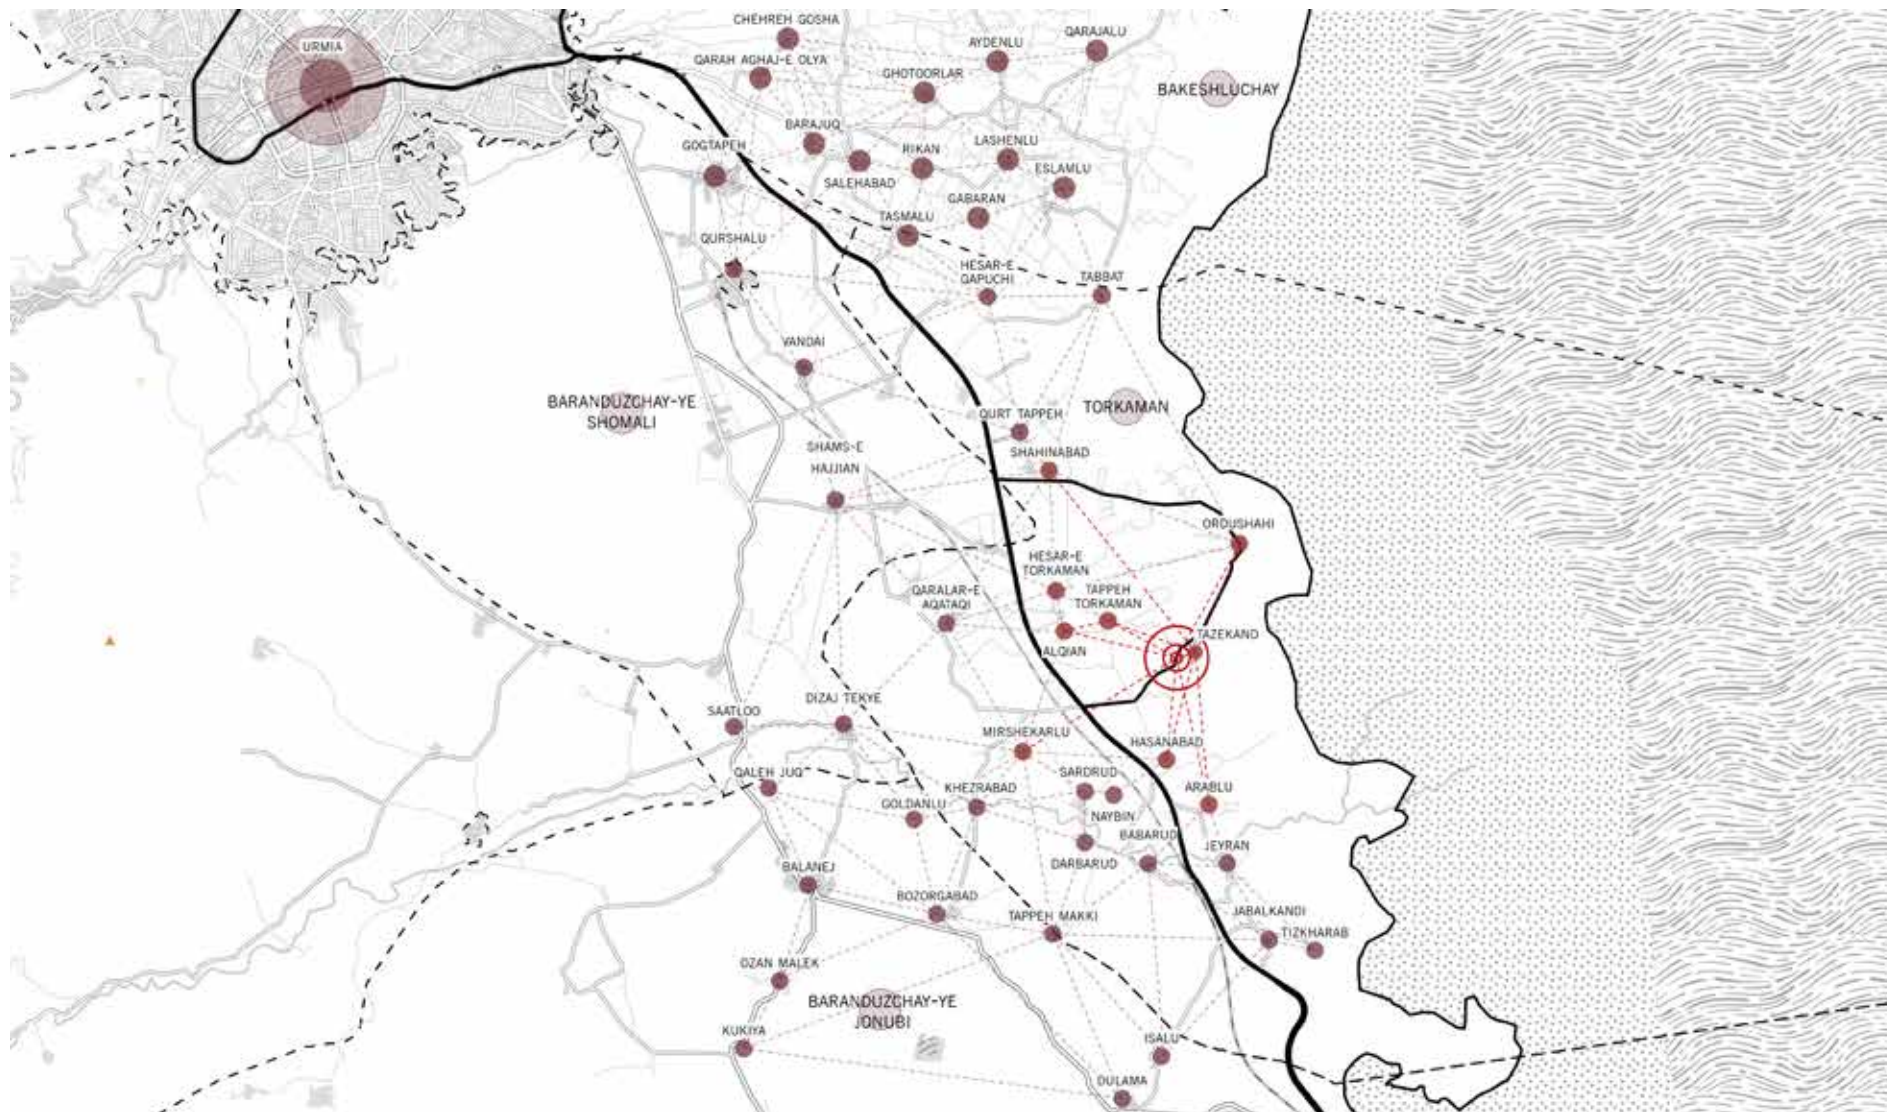 CHEHREH GOSHA
URMIA
QARAJALU
AYDENLU
QARAH AGHAJ-E OLYA
GHOTOORLAR
BAKESHLUCHAY
BARAJUQ
GOGTAPEH
RIKAN
LASHENLU
ESLAMLU
SALEHABAD
GABARAN
TASMALU
QURSHALU
HESAR-E
QAPUCHI
TABBAT
VANDAI
BARANDUZCHAY-YE
SHOMALI
TORKAMAN
QURT TAPPEH
SHAHINABAD
SHAMS-E
HAJJIAN
ORDUSHAHI
HESAR-E
TORKAMAN
TAPPEH
TORKAMAN
QARALAR-E
AQATAQI
TAZEKAND
ALQIAN
DIZAJ TEKYE
SAATLOO
MIRSHEKARLU
HASANABAD
QALEH JUQ
SARDRUD
KHEZRABAD
ARABLU
GOLDANLU
NAYBIN
BABARUD
JEYRAN
DARBARUD
BALANEJ
BOZORGABAD
TAPPEH MAKKI
JABALKANDI
TIZKHARAB
OZAN MALEK
BARANDUZCHAY-YE
JONUBI
KUKIYA
ISALU
DULAMA